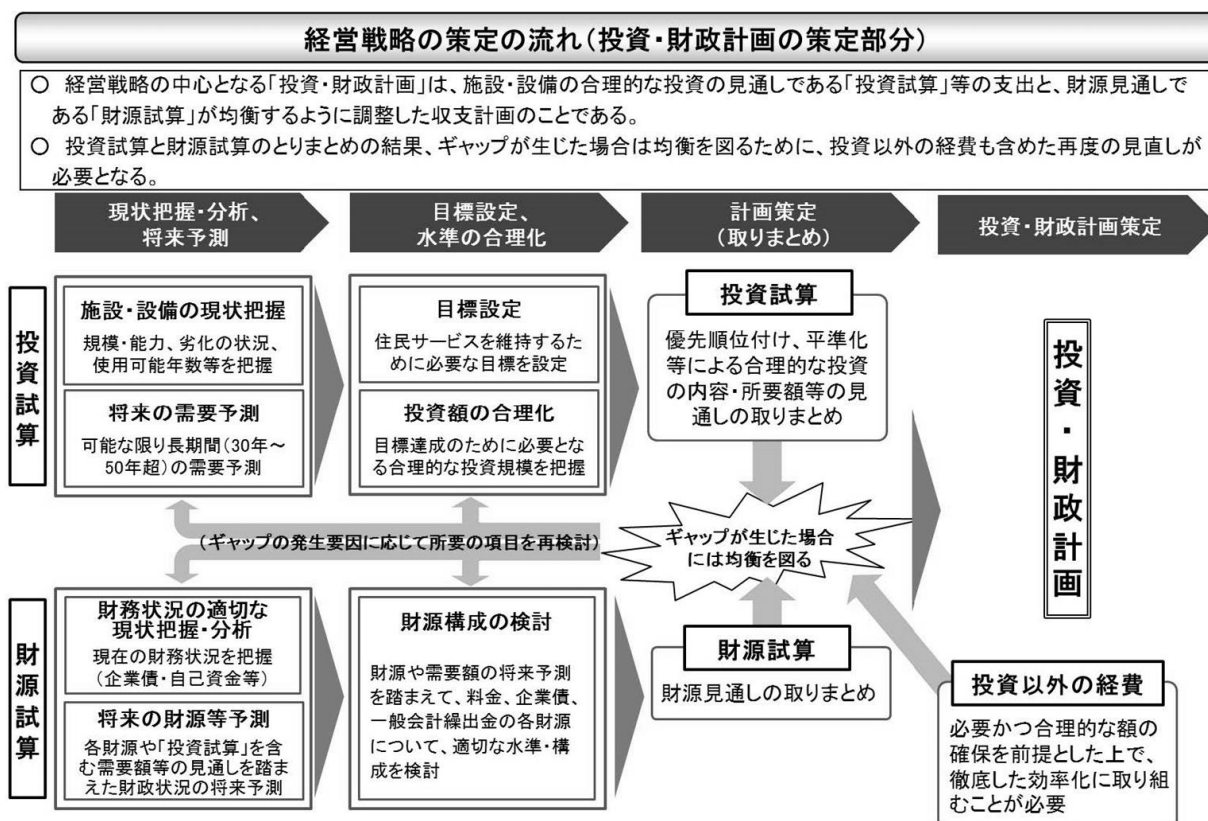 経営戦略の策定の流れ(投資・財政計画の策定部分)
○ 経営戦略の中心となる「投資・財政計画」は、施設・設備の合理的な投資の見通しである「投資試算」等の支出と、財源見通しで
ある「財源試算」が均衡するように調整した収支計画のことである。
○ 投資試算と財源試算のとりまとめの結果、ギャップが生じた場合は均衡を図るために、投資以外の経費も含めた再度の見直しが
必要となる。
現状把握・分析、
将来予測
目標設定、
水準の合理化
計画策定
(取りまとめ)
投資・財政計画策定
投資試算
施設・設備の現状把握
規模・能力、劣化の状況、
使用可能年数等を把握
将来の需要予測
可能な限り長期間(30年～
50年超)の需要予測
目標設定
住民サービスを維持するた
めに必要な目標を設定
投資額の合理化
目標達成のために必要とな
る合理的な投資規模を把握
投資試算
優先順位付け、平準化
等による合理的な投資
の内容・所要額等の見
通しの取りまとめ
投資・財政計画
(ギャップの発生要因に応じて所要の項目を再検討)
ギャップが生じた場合
には均衡を図る
財源試算
財務状況の適切な
現状把握・分析
現在の財務状況を把握
(企業債・自己資金等)
将来の財源等予測
各財源や「投資試算」を含
む需要額等の見通しを踏ま
えた財政状況の将来予測
財源構成の検討
財源や需要額の将来予測
を踏まえて、料金、企業債、
一般会計繰出金の各財源
について、適切な水準・構
成を検討
財源試算
財源見通しの取りまとめ
投資以外の経費
必要かつ合理的な額の
確保を前提とした上で、
徹底した効率化に取り組
むことが必要